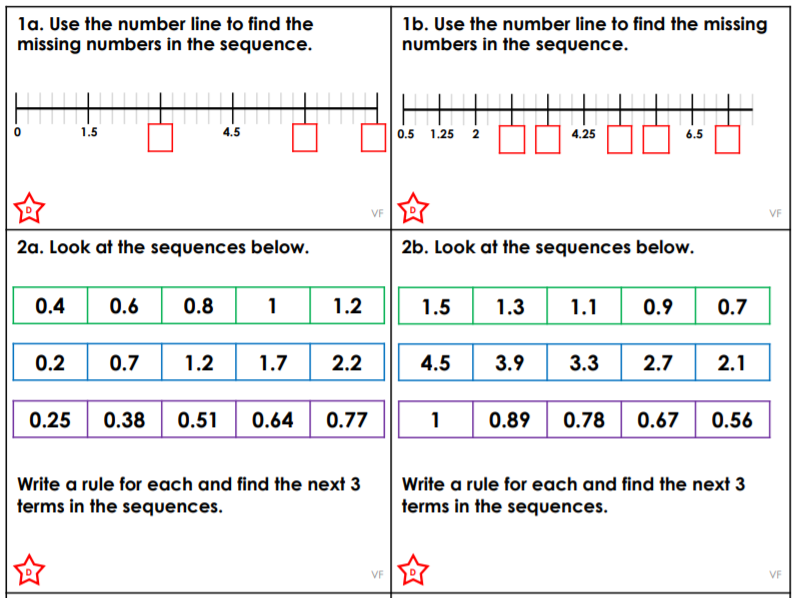 1a. Use the number line to find the
missing numbers in the sequence.
0 1.5 4.5
D
VF
1b. Use the number line to find the missing
numbers in the sequence.
0.5 1.25 2 4.25 6.5
D
VF
2a. Look at the sequences below.
0.4 0.6 0.8 1 1.2
0.2 0.7 1.2 1.7 2.2
0.25 0.38 0.51 0.64 0.77
Write a rule for each and find the next 3
terms in the sequences.
D
VF
2b. Look at the sequences below.
1.5 1.3 1.1 0.9 0.7
4.5 3.9 3.3 2.7 2.1
1 0.89 0.78 0.67 0.56
Write a rule for each and find the next 3
terms in the sequences.
D
VF